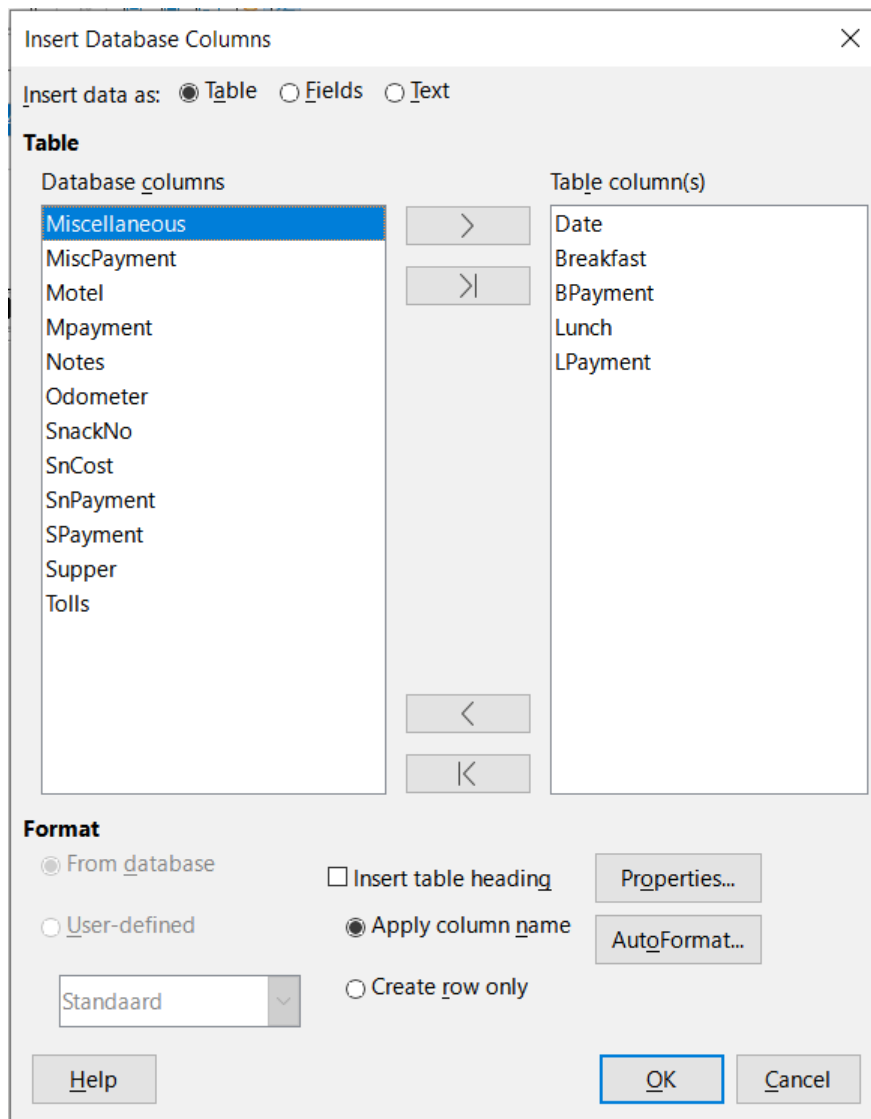 Insert Database Columns
Insert data as: Table Fields Text
Table
Database columns
Table column(s)
Miscellaneous
MiscPayment
Motel
Mpayment
Notes
Odometer
SnackNo
SnCost
SnPayment
SPayment
Supper
Tolls
Date
Breakfast
BPayment
Lunch
LPayment
Format
From database
User-defined
Standaard
Insert table heading
Apply column name
Create row only
Properties...
AutoFormat...
Help
OK
Cancel